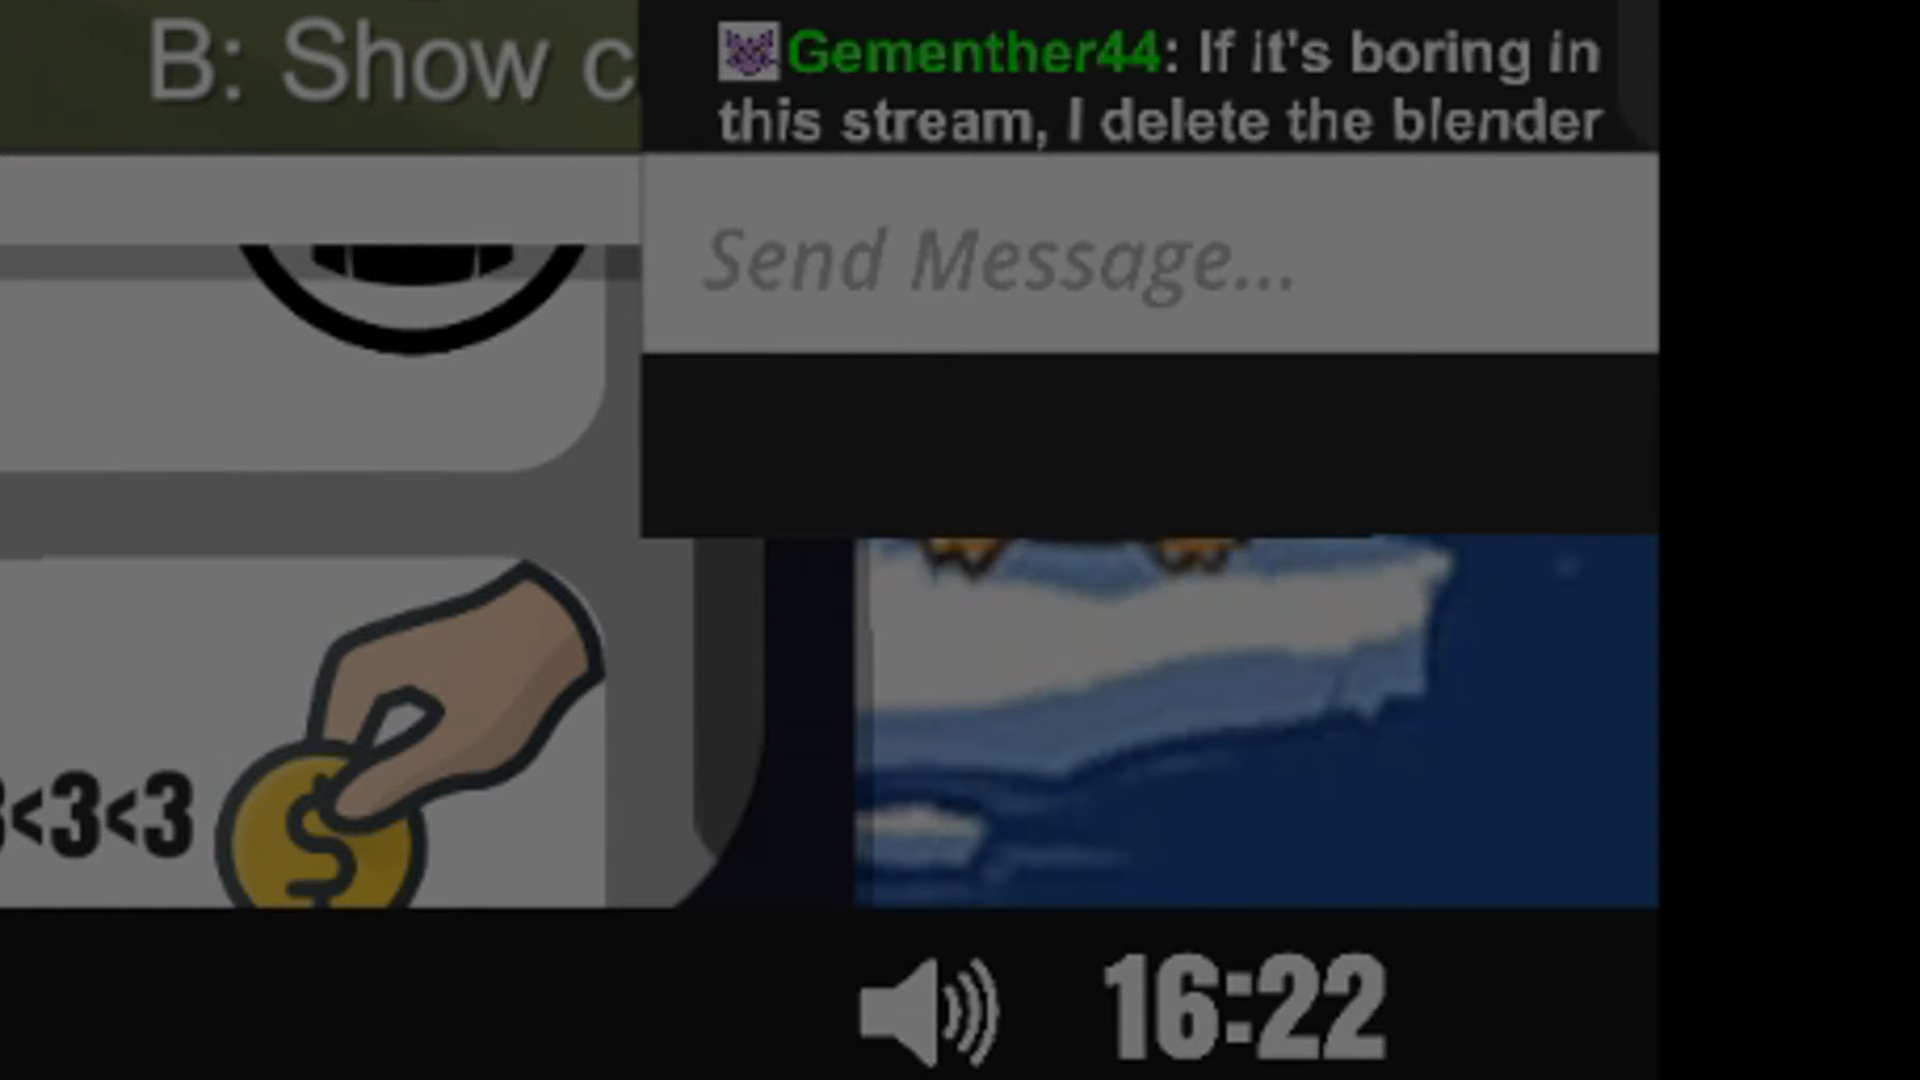 B: Show c
Gementher44: If it's boring in
this stream, I delete the blender
Send Message...
<3<3
$
16:22